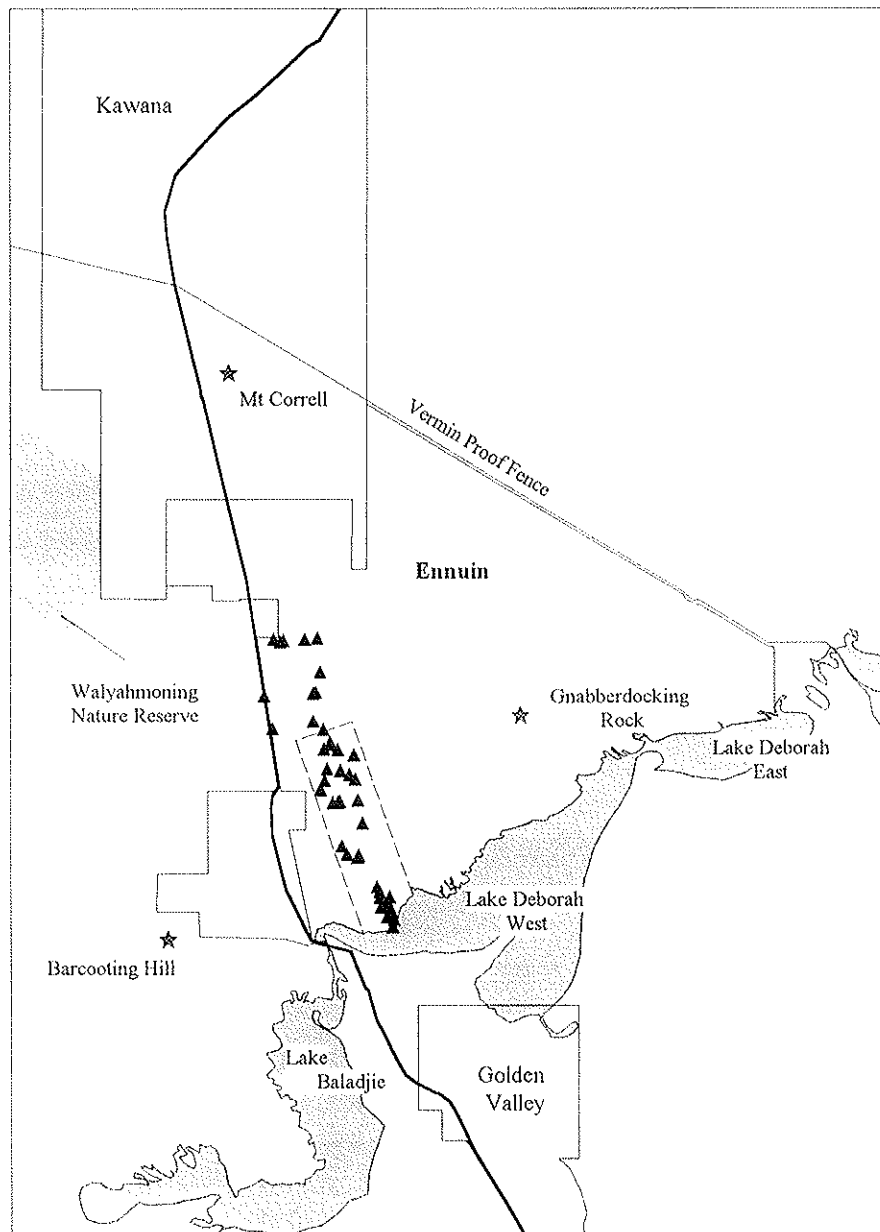 Kawana
Mt Correll
Vermin Proof Fence
Ennuin
Walyahmoning
Nature Reserve
Gnabberdocking
Rock
Lake Deborah
East
Lake Deborah
West
Barcooting Hill
Lake
Baladjie
Golden
Valley